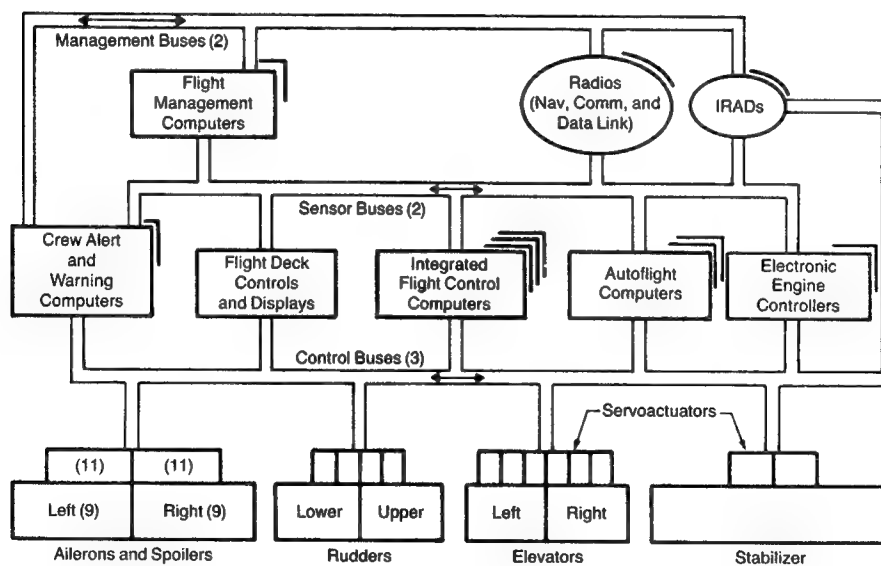 Management Buses (2)
Flight
Management
Computers
Radios
(Nav, Comm, and
Data Link)
IRADs
Sensor Buses (2)
Crew Alert
and
Warning
Computers
Flight Deck
Controls
and Displays
Integrated
Flight Control
Computers
Autoflight
Computers
Electronic
Engine
Controllers
Control Buses (3)
Servoactuators
(11) (11)
Left (9) Right (9)
Lower Upper
Left Right
Ailerons and Spoilers Rudders Elevators Stabilizer